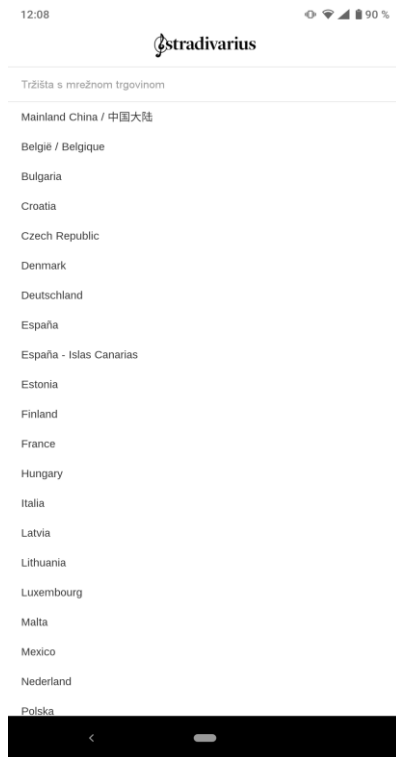 12:08
90 %
stradivarius
Tržišta s mrežnom trgovinom
Mainland China / 中国大陆
België / Belgique
Bulgaria
Croatia
Czech Republic
Denmark
Deutschland
España
España - Islas Canarias
Estonia
Finland
France
Hungary
Italia
Latvia
Lithuania
Luxembourg
Malta
Mexico
Nederland
Polska